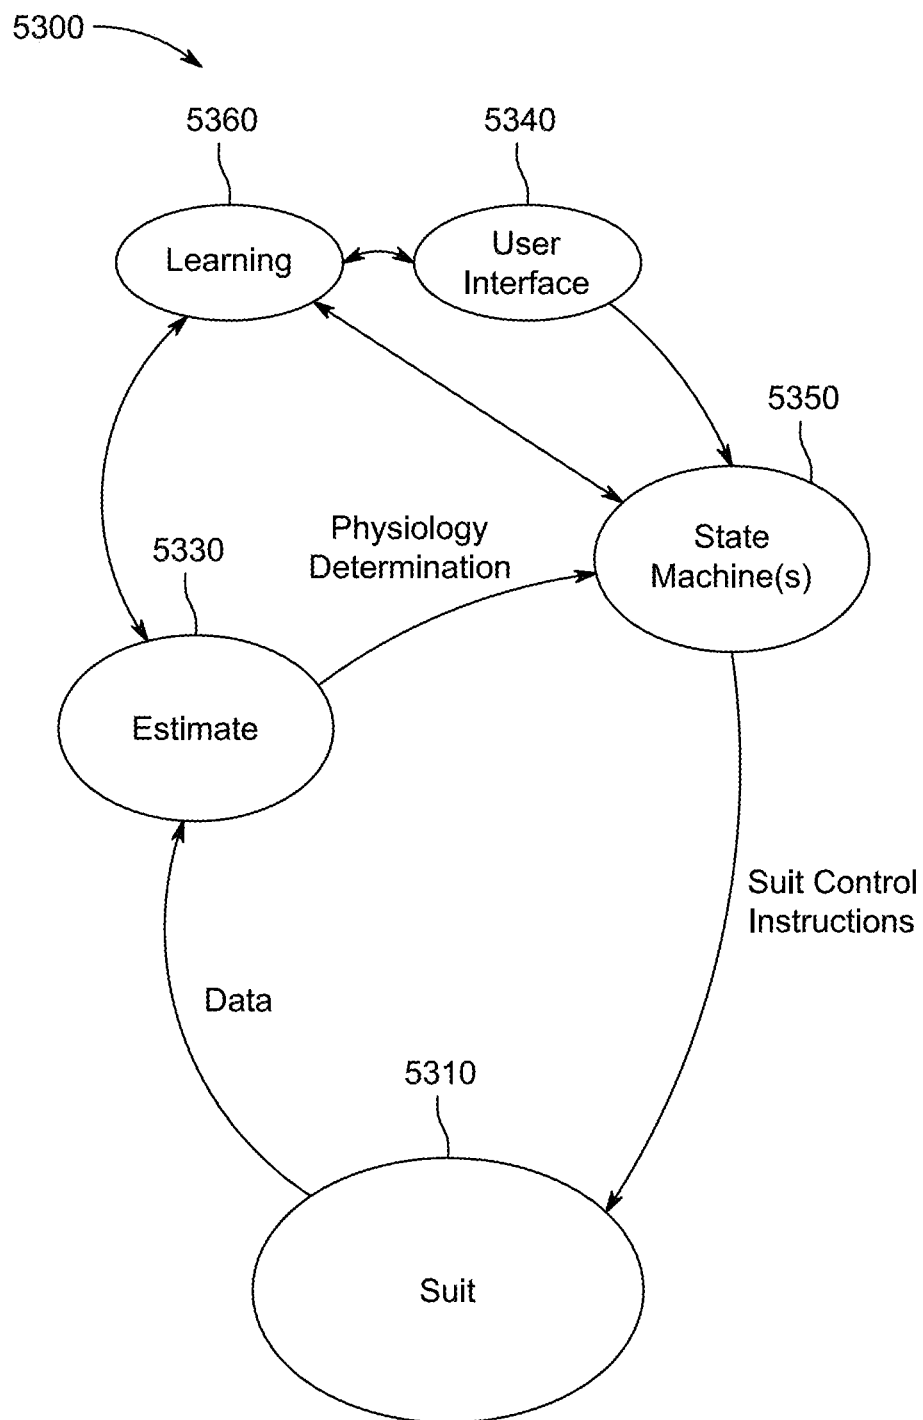 5300
5360
5340
Learning
User
Interface
5350
State
Machine(s)
Physiology
Determination
5330
Estimate
Suit Control
Instructions
Data
5310
Suit